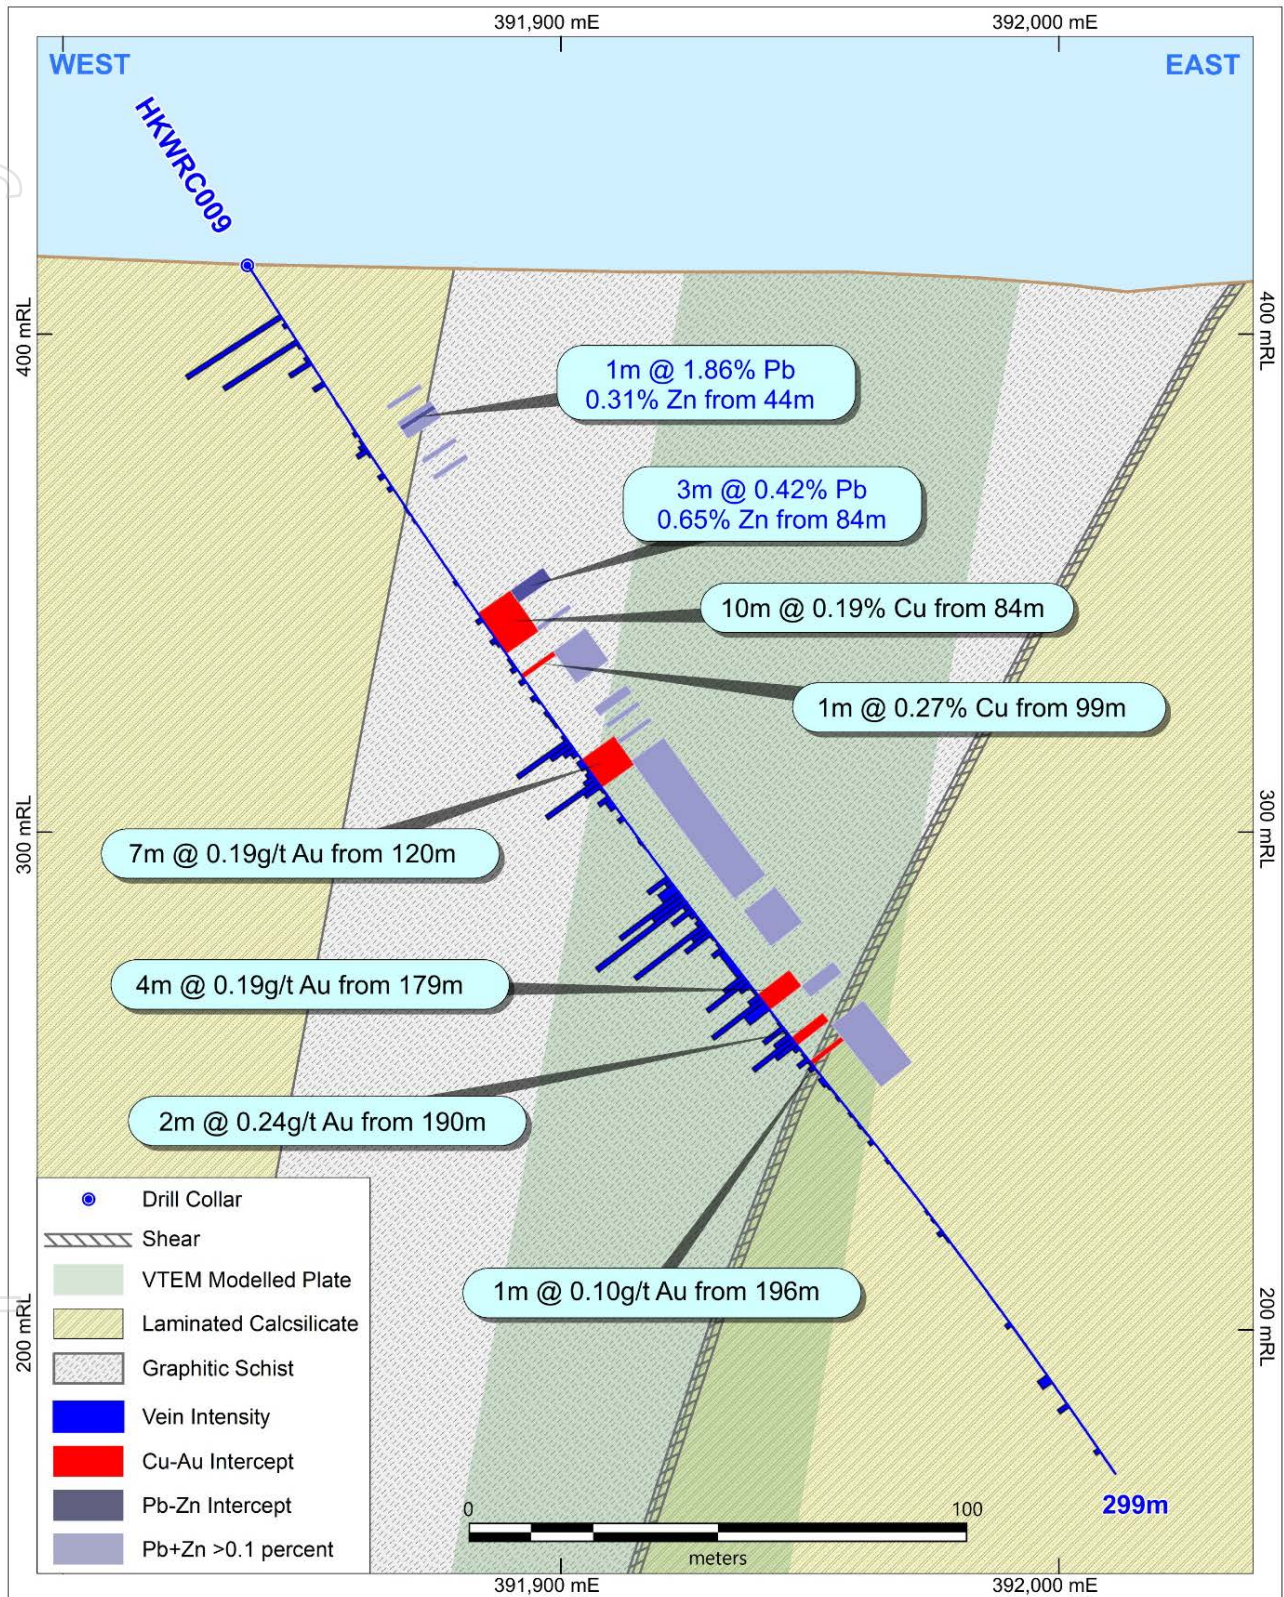 391,900 mE
392,000 mE
WEST
EAST
HKWRC009
400 mRL
400 mRL
1m @ 1.86% Pb
0.31% Zn from 44m
3m @ 0.42% Pb
0.65% Zn from 84m
10m @ 0.19% Cu from 84m
1m @ 0.27% Cu from 99m
300 mRL
300 mRL
7m @ 0.19g/t Au from 120m
4m @ 0.19g/t Au from 179m
2m @ 0.24g/t Au from 190m
1m @ 0.10g/t Au from 196m
200 mRL
200 mRL
Drill Collar
Shear
VTEM Modelled Plate
Laminated Calcsilicate
Graphitic Schist
Vein Intensity
Cu-Au Intercept
Pb-Zn Intercept
Pb+Zn >0.1 percent
299m
0
100
meters
391,900 mE
392,000 mE